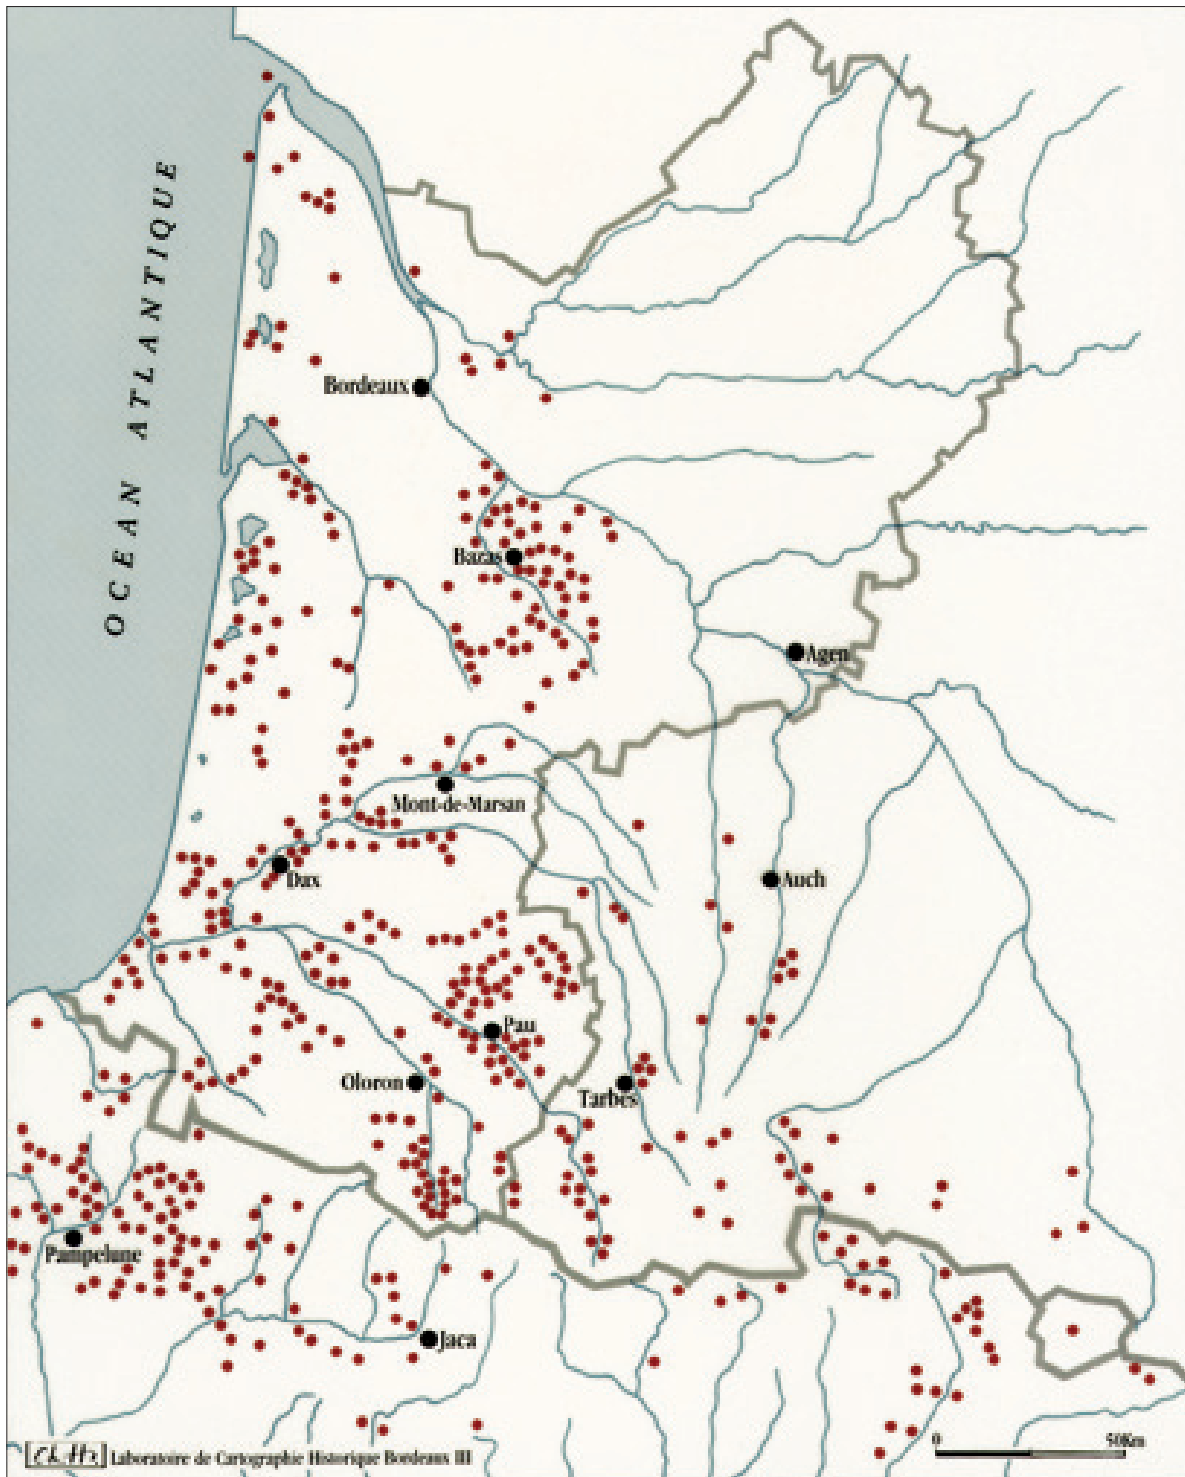 OCEAN ATLANTIQUE
Bordeaux
Bazas
Agen
Mont-de-Marsan
Dax
Auch
Pau
Oloron
Tarbes
Pampelune
Jaca
0 50Km
Laboratoire de Cartographie Historique Bordeaux III